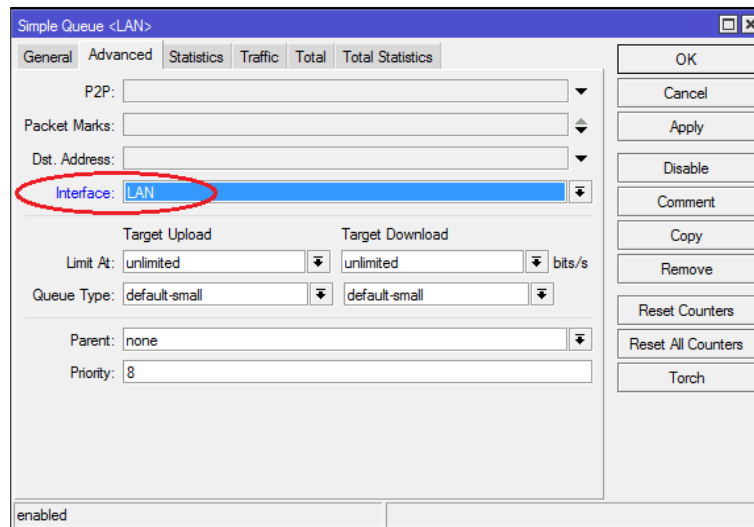 Simple Queue <LAN>
General Advanced Statistics Traffic Total Total Statistics
P2P:
Packet Marks:
Dst. Address:
Interface: LAN
Target Upload Target Download
Limit At: unlimited unlimited bits/s
Queue Type: default-small default-small
Parent: none
Priority: 8
OK
Cancel
Apply
Disable
Comment
Copy
Remove
Reset Counters
Reset All Counters
Torch
enabled